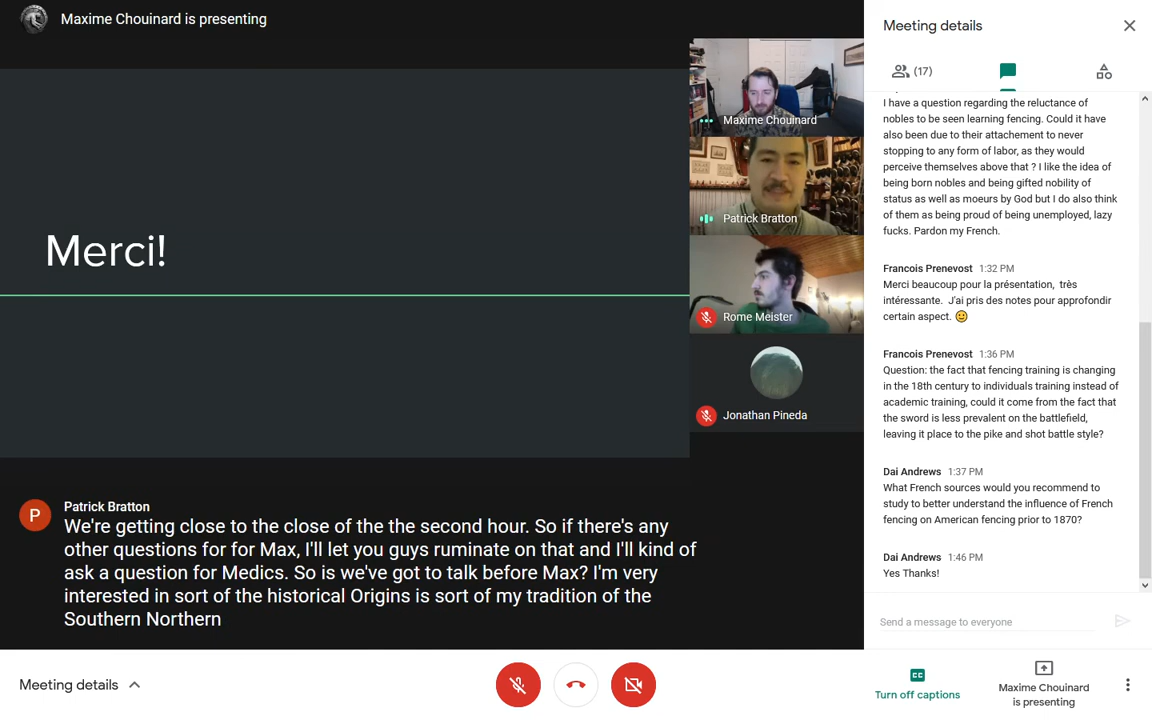 Maxime Chouinard is presenting
Merci!
Maxime Chouinard
Patrick Bratton
Rome Meister
Jonathan Pineda
P
Patrick Bratton
We're getting close to the close of the the second hour. So if there's any
other questions for for Max, I'll let you guys ruminate on that and I'll kind of
ask a question for Medics. So is we've got to talk before Max? I'm very
interested in sort of the historical Origins is sort of my tradition of the
Southern Northern
Meeting details
Meeting details
(17)
I have a question regarding the reluctance of
nobles to be seen learning fencing. Could it have
also been due to their attachement to never
stopping to any form of labor, as they would
perceive themselves above that ? I like the idea of
being born nobles and being gifted nobility of
status as well as moeurs by God but I do also think
of them as being proud of being unemployed, lazy
fucks. Pardon my French.
Francois Prenevost 1:32 PM
Merci beaucoup pour la présentation, très
intéressante. J'ai pris des notes pour approfondir
certain aspect. 🙂
Francois Prenevost 1:36 PM
Question: the fact that fencing training is changing
in the 18th century to individuals training instead of
academic training, could it come from the fact that
the sword is less prevalent on the battlefield,
leaving it place to the pike and shot battle style?
Dai Andrews 1:37 PM
What French sources would you recommend to
study to better understand the influence of French
fencing on American fencing prior to 1870?
Dai Andrews 1:46 PM
Yes Thanks!
Send a message to everyone
CC
Turn off captions
Maxime Chouinard
is presenting